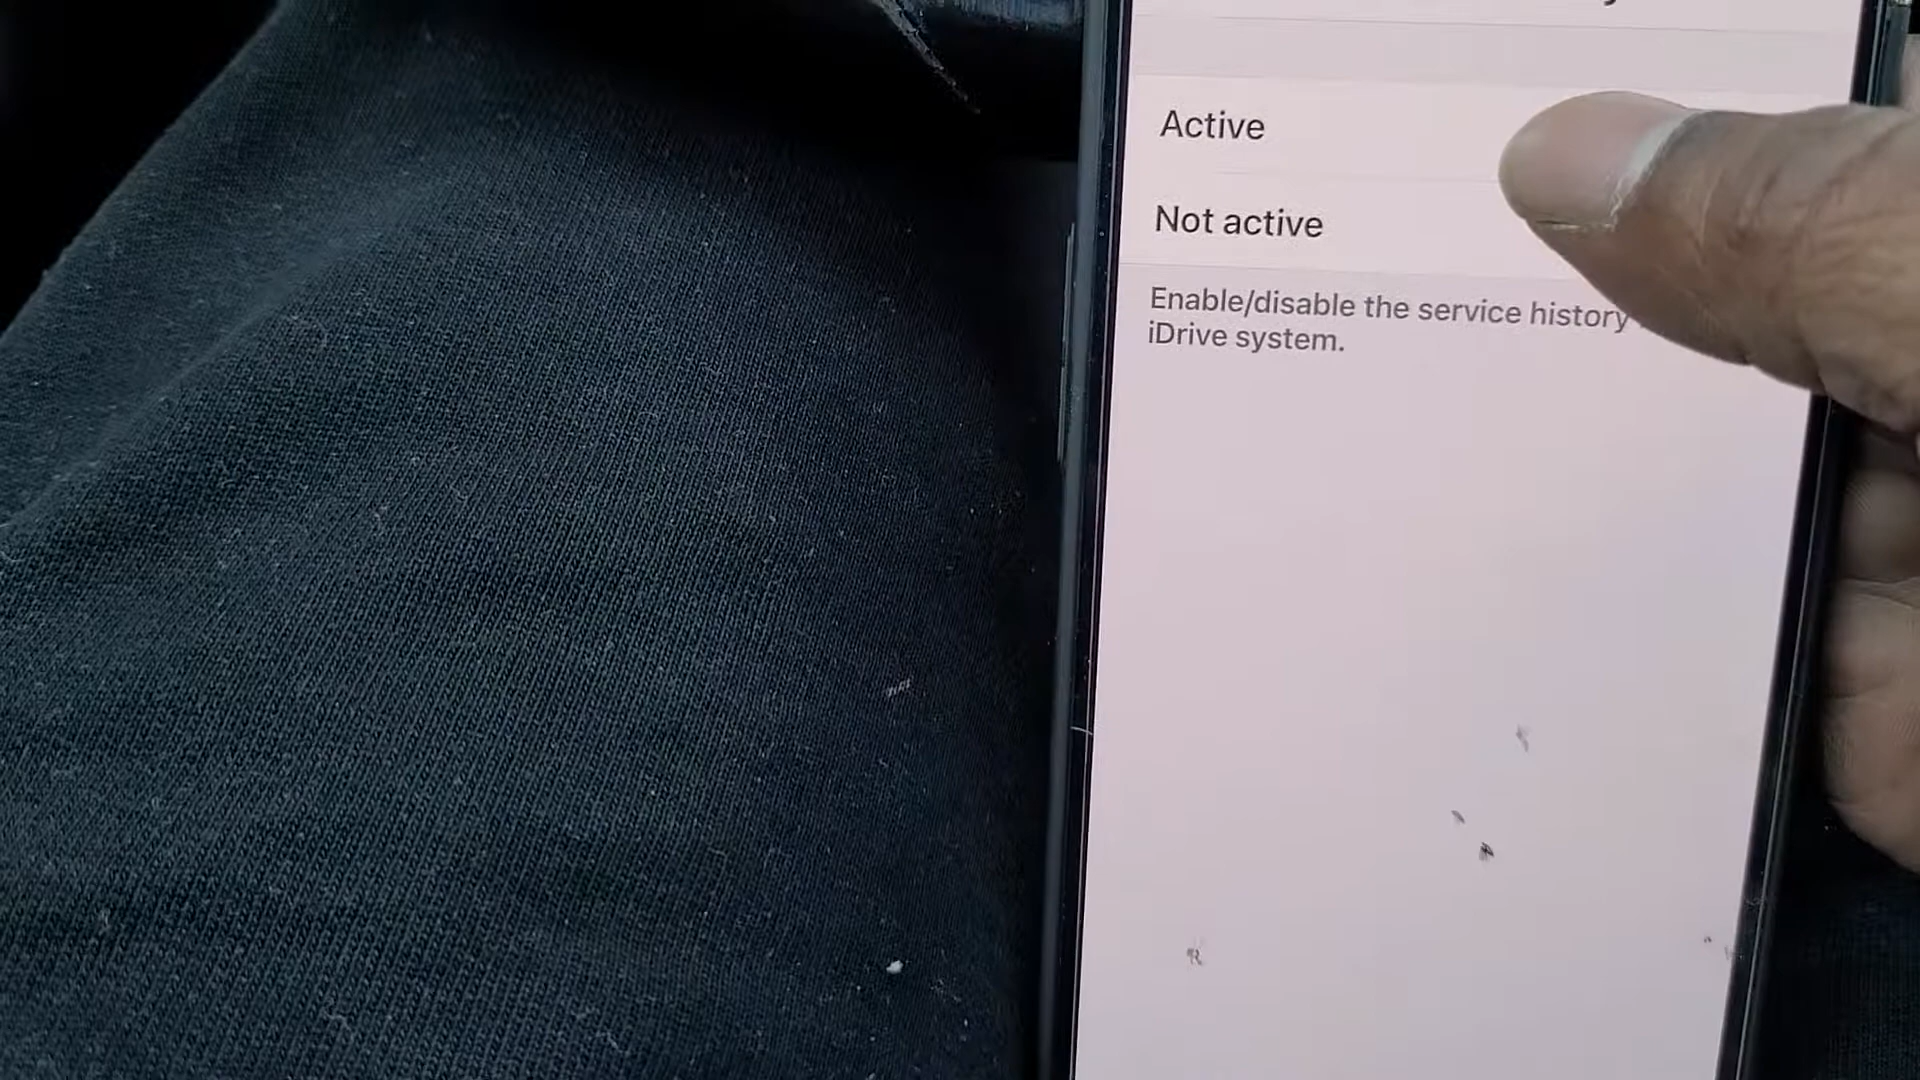 Active
Not active
Enable/disable the service history
iDrive system.